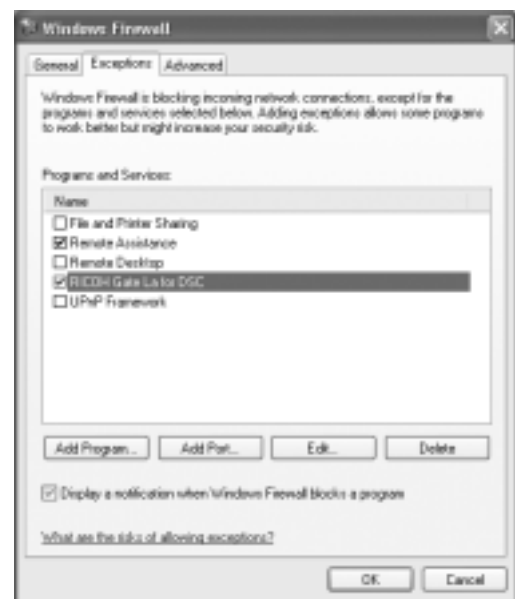 Windows Firewall
General Exceptions Advanced
Windows Firewall is blocking incoming network connections, except for the
programs and services selected below. Adding exceptions allows some programs
to work better but might increase your security risk.
Programs and Services:
Name
File and Printer Sharing
Remote Assistance
Remote Desktop
RICOH Gate La for DSC
UPnP Framework
Add Program... Add Port... Edit... Delete
Display a notification when Windows Firewall blocks a program
What are the risks of allowing exceptions?
OK Cancel